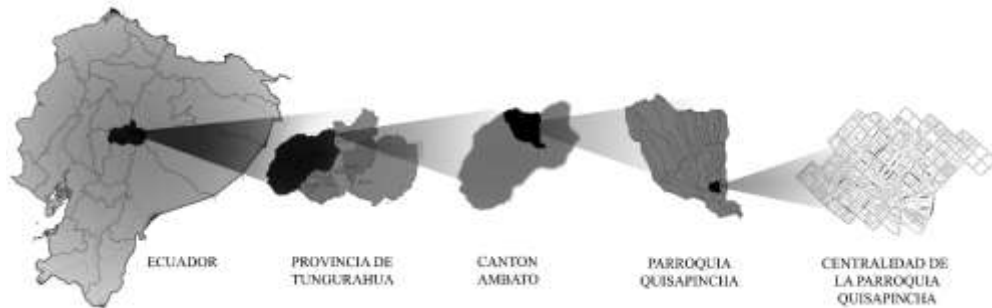 ECUADOR
PROVINCIA DE
TUNGURAHUA
CANTON
AMBATO
PARROQUIA
QUISAPINCHA
CENTRALIDAD DE
LA PARROQUIA
QUISAPINCHA